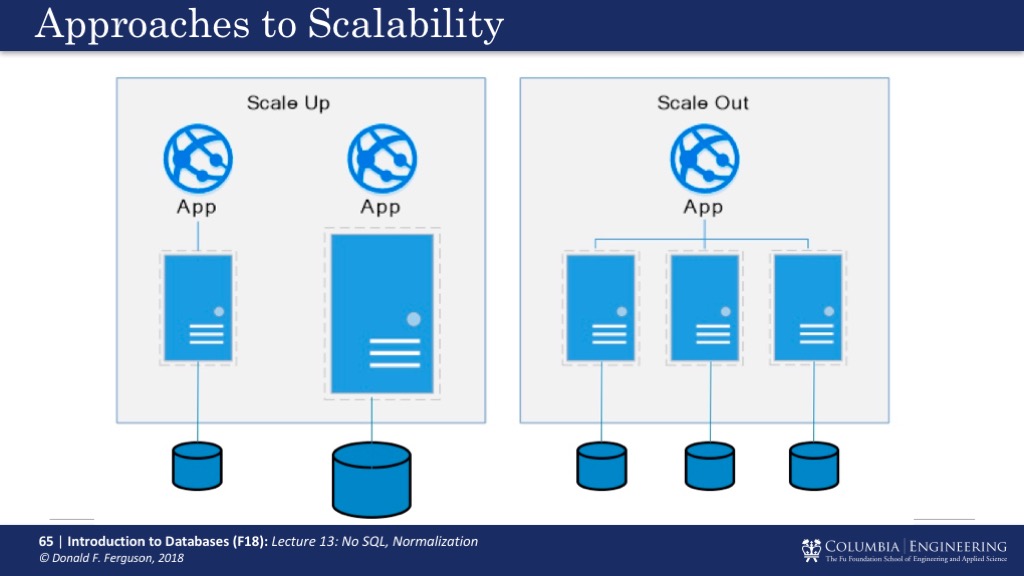 Approaches to Scalability
Scale Up
App
App
Scale Out
App
65 | Introduction to Databases (F18): Lecture 13: No SQL, Normalization
© Donald F. Ferguson, 2018
COLUMBIA | ENGINEERING
The Fu Foundation School of Engineering and Applied Science